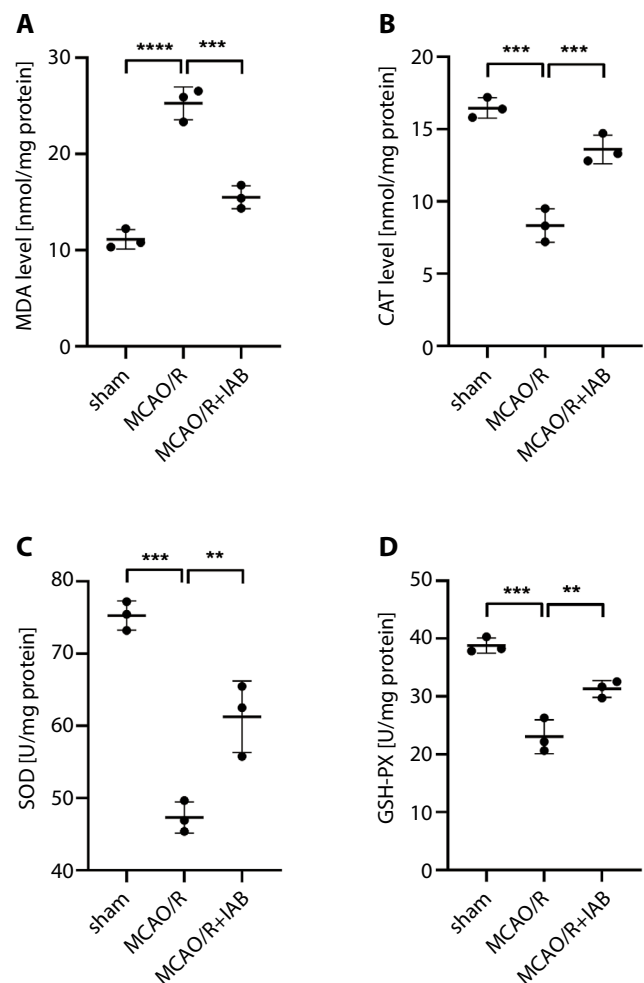 A
MDA level [nmol/mg protein]
**** ***
30
20
10
0
sham
MCAO/R
MCAO/R+IAB
B
CAT level [nmol/mg protein]
*** ***
20
15
10
5
0
sham
MCAO/R
MCAO/R+IAB
C
SOD [U/mg protein]
*** **
80
70
60
50
40
sham
MCAO/R
MCAO/R+IAB
D
GSH-PX [U/mg protein]
*** **
50
40
30
20
10
0
sham
MCAO/R
MCAO/R+IAB